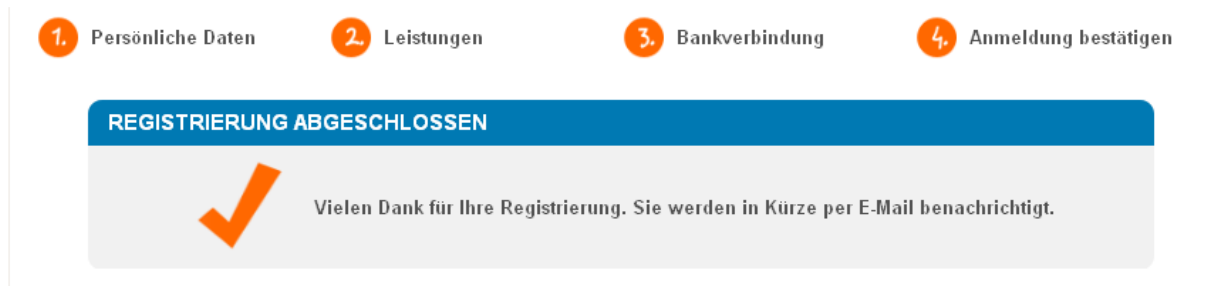 1. Persönliche Daten 2. Leistungen 3. Bankverbindung 4. Anmeldung bestätigen
REGISTRIERUNG ABGESCHLOSSEN
Vielen Dank für Ihre Registrierung. Sie werden in Kürze per E-Mail benachrichtigt.